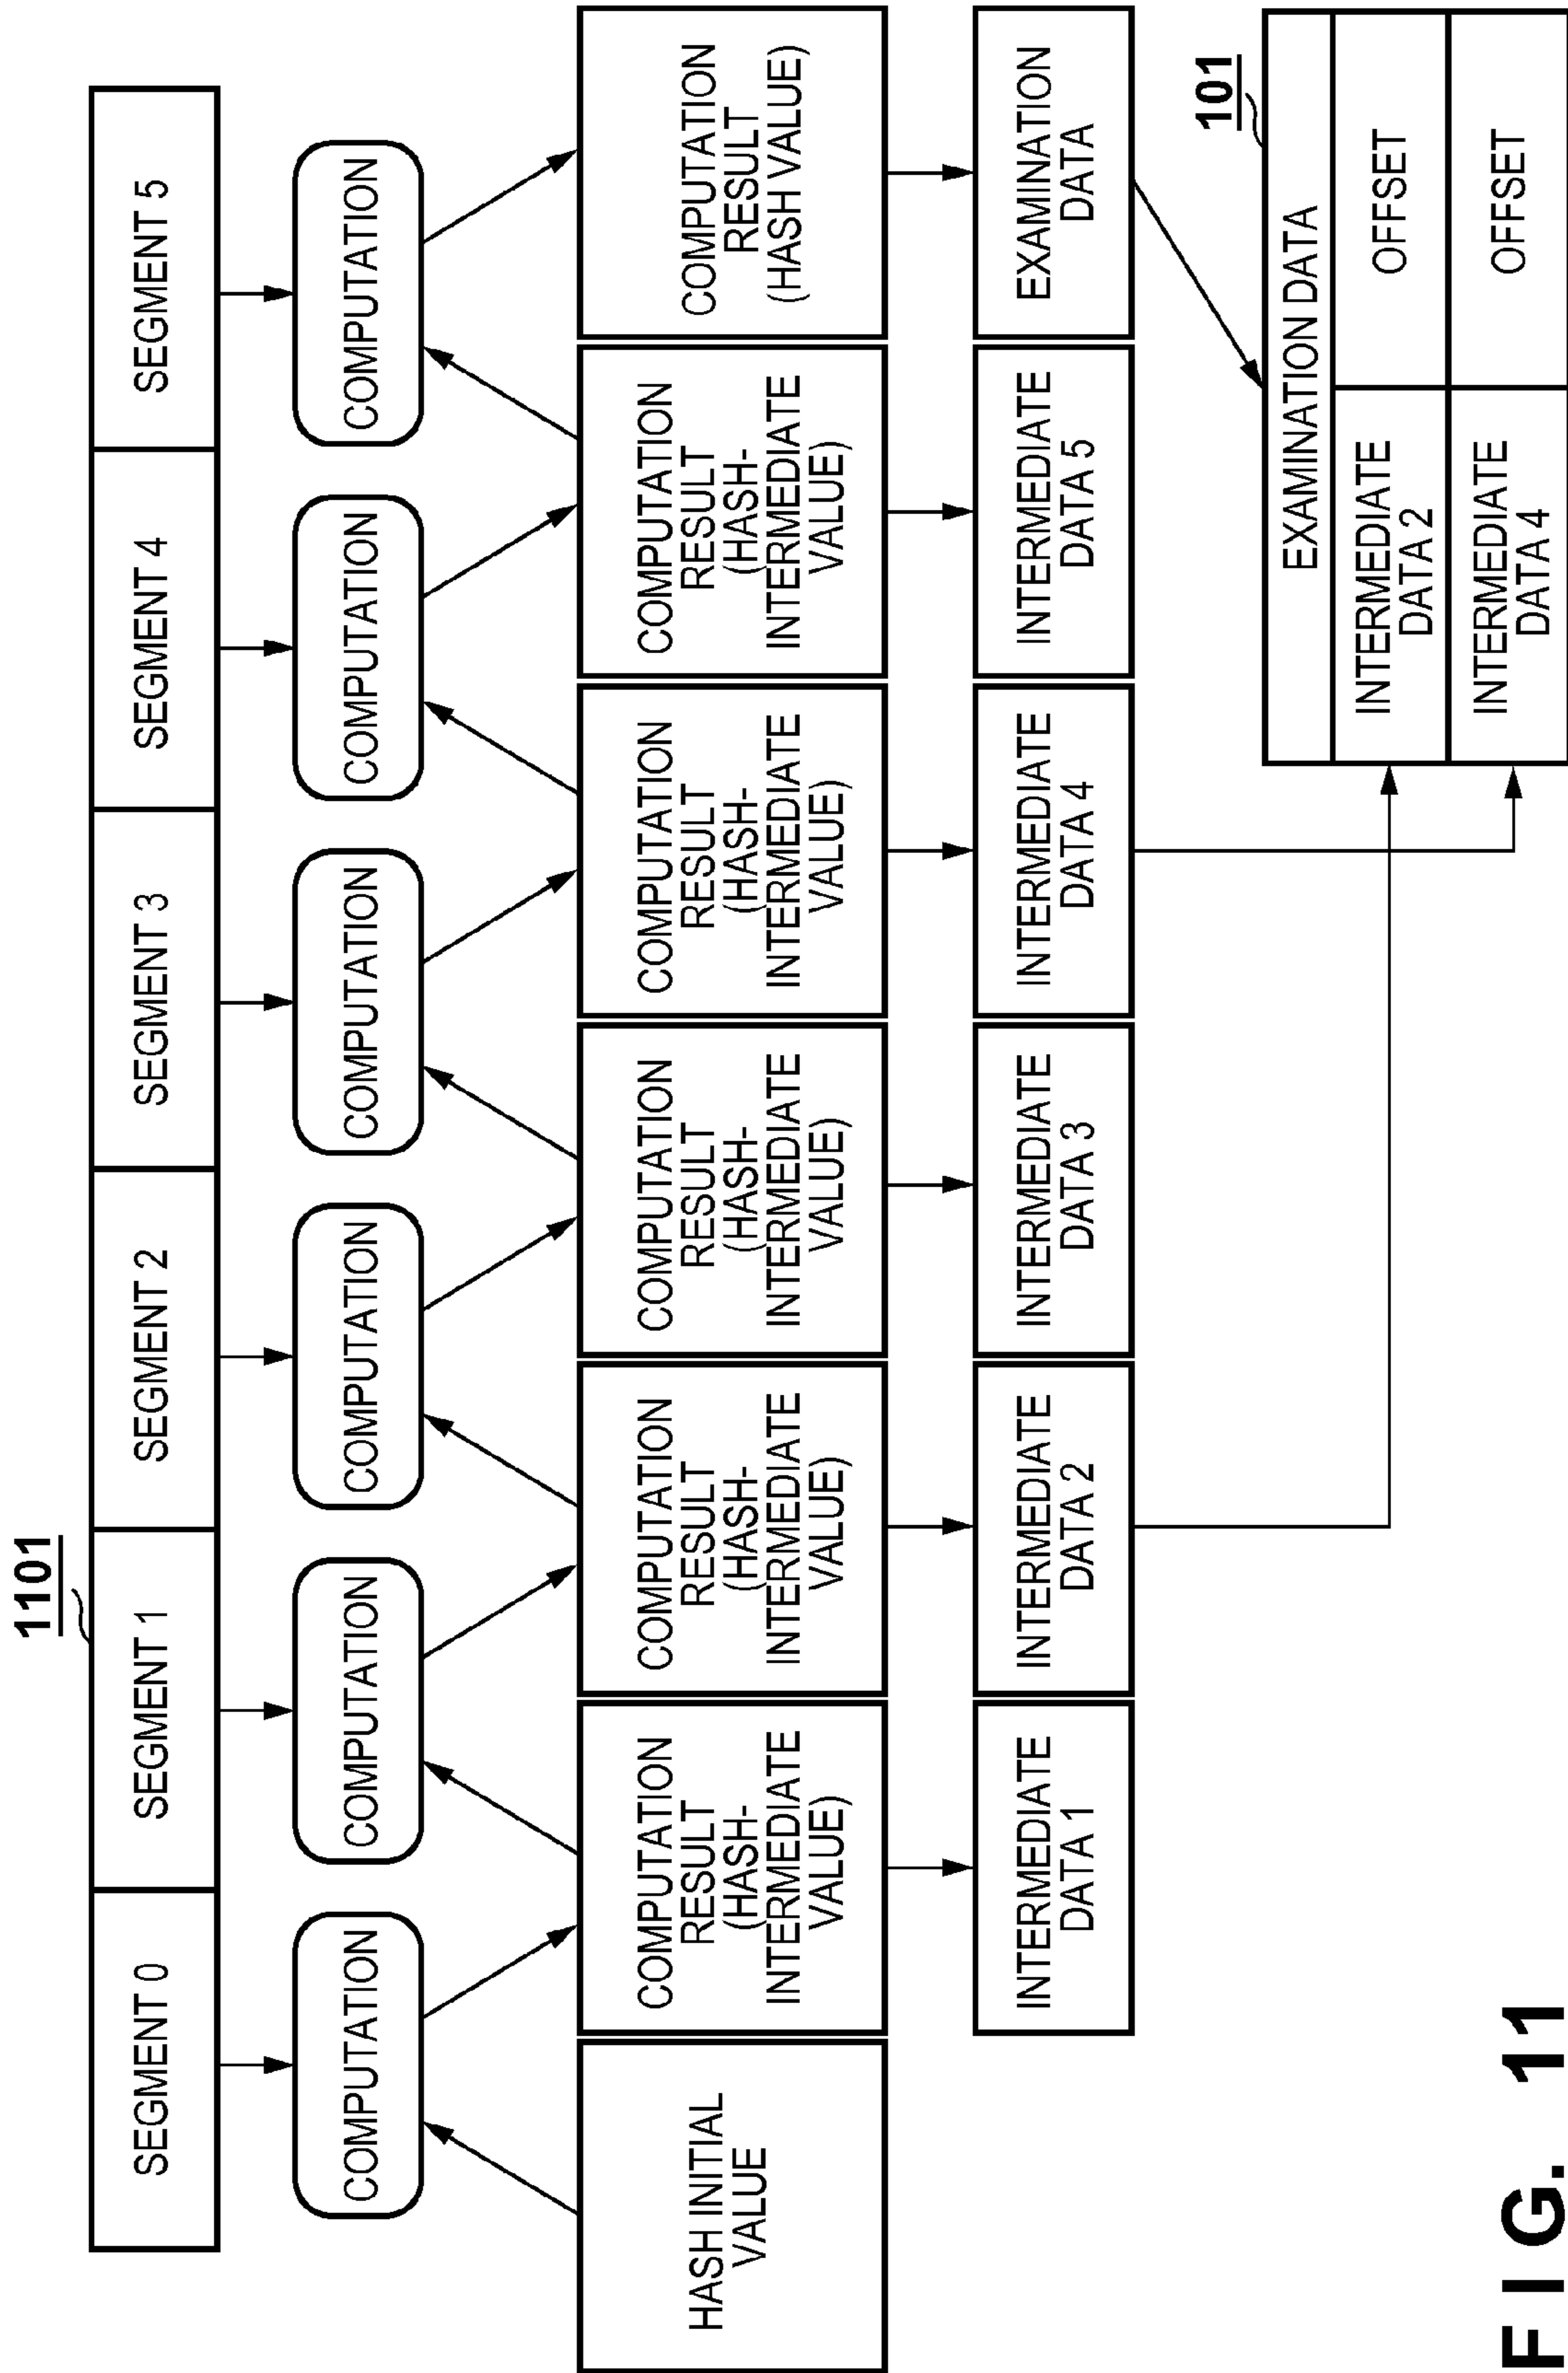 1101
SEGMENT 0
SEGMENT 1
SEGMENT 2
SEGMENT 3
SEGMENT 4
SEGMENT 5
COMPUTATION
COMPUTATION
COMPUTATION
COMPUTATION
COMPUTATION
COMPUTATION
HASH INITIAL
VALUE
COMPUTATION
RESULT
(HASH-
INTERMEDIATE
VALUE)
COMPUTATION
RESULT
(HASH-
INTERMEDIATE
VALUE)
COMPUTATION
RESULT
(HASH-
INTERMEDIATE
VALUE)
COMPUTATION
RESULT
(HASH-
INTERMEDIATE
VALUE)
COMPUTATION
RESULT
(HASH-
INTERMEDIATE
VALUE)
COMPUTATION
RESULT
(HASH VALUE)
INTERMEDIATE
DATA 1
INTERMEDIATE
DATA 2
INTERMEDIATE
DATA 3
INTERMEDIATE
DATA 4
INTERMEDIATE
DATA 5
EXAMINATION
DATA
101
EXAMINATION DATA
INTERMEDIATE
DATA 2
OFFSET
INTERMEDIATE
DATA 4
OFFSET
FIG. 11